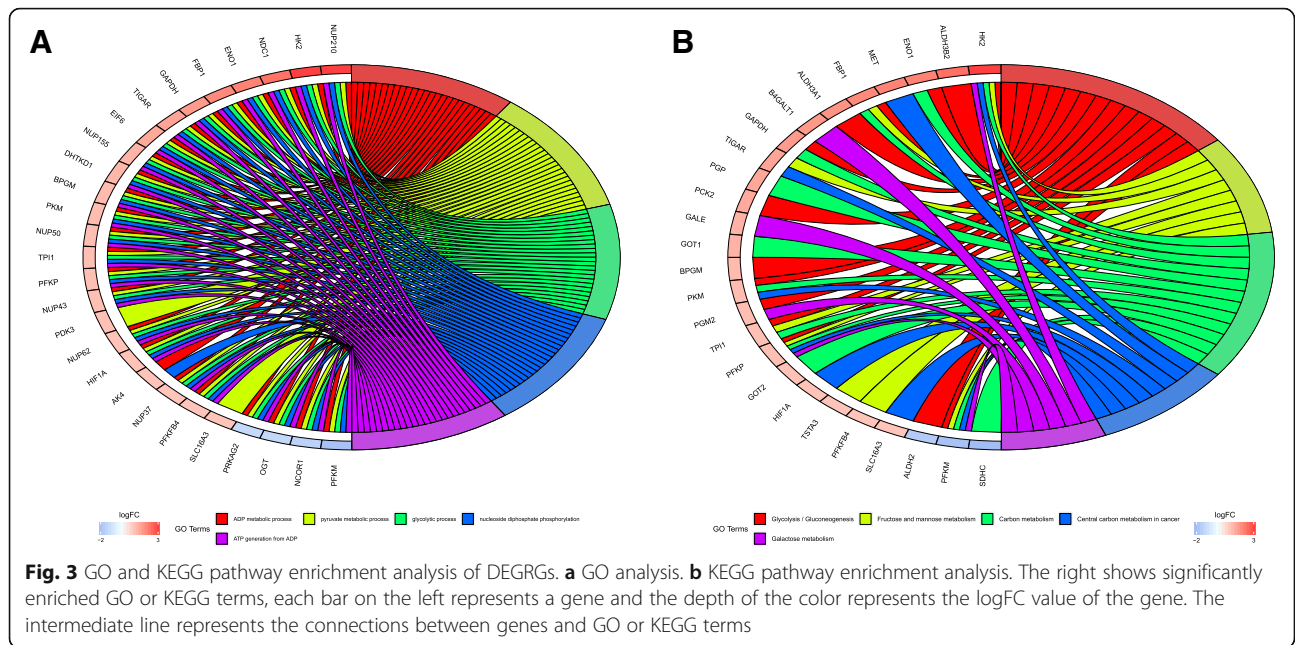 A
NUP210
HK2
NDC1
ENO1
FBP1
GAPDH
TIGAR
EIF6
NUP155
DHTKD1
BPGM
PKM
NUP50
TPI1
PFKP
NUP43
PDK3
NUP62
HIF1A
AK4
NUP37
PFKFB4
SLC16A3
PRKAG2
OGT
NCOR1
PFKM
logFC
−2 3
GO Terms
ADP metabolic process pyruvate metabolic process glycolytic process nucleoside diphosphate phosphorylation
ATP generation from ADP
B
HK2
ALDH3B2
ENO1
MET
FBP1
ALDH3A1
B4GALT1
GAPDH
TIGAR
PGP
PCK2
GALE
GOT1
BPGM
PKM
PGM2
TPI1
PFKP
GOT2
HIF1A
TSTA3
PFKFB4
SLC16A3
ALDH2
PFKM
SDHC
GO Terms
Glycolysis / Gluconeogenesis Fructose and mannose metabolism Carbon metabolism Central carbon metabolism in cancer
Galactose metabolism
logFC
−2 3
Fig. 3 GO and KEGG pathway enrichment analysis of DEGRGs. a GO analysis. b KEGG pathway enrichment analysis. The right shows significantly
enriched GO or KEGG terms, each bar on the left represents a gene and the depth of the color represents the logFC value of the gene. The
intermediate line represents the connections between genes and GO or KEGG terms